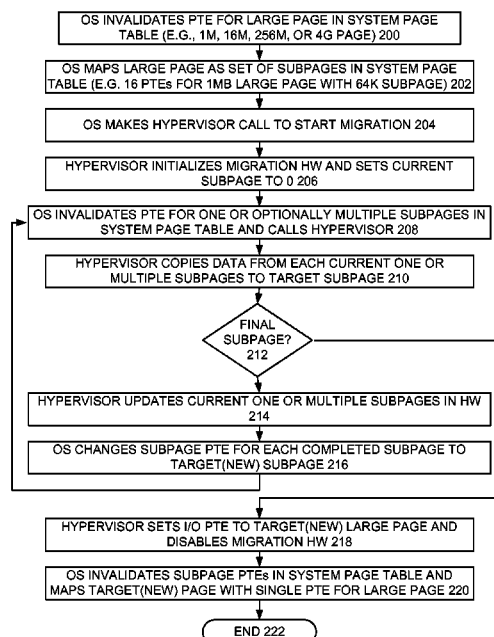 OS INVALIDATES PTE FOR LARGE PAGE IN SYSTEM PAGE
TABLE (E.G., 1M, 16M, 256M, OR 4G PAGE) 200
OS MAPS LARGE PAGE AS SET OF SUBPAGES IN SYSTEM PAGE
TABLE (E.G. 16 PTEs FOR 1MB LARGE PAGE WITH 64K SUBPAGE) 202
OS MAKES HYPERVISOR CALL TO START MIGRATION 204
HYPERVISOR INITIALIZES MIGRATION HW AND SETS CURRENT
SUBPAGE TO 0 206
OS INVALIDATES PTE FOR ONE OR OPTIONALLY MULTIPLE SUBPAGES IN
SYSTEM PAGE TABLE AND CALLS HYPERVISOR 208
HYPERVISOR COPIES DATA FROM EACH CURRENT ONE OR
MULTIPLE SUBPAGES TO TARGET SUBPAGE 210
FINAL
SUBPAGE?
212
HYPERVISOR UPDATES CURRENT ONE OR MULTIPLE SUBPAGES IN HW
214
OS CHANGES SUBPAGE PTE FOR EACH COMPLETED SUBPAGE TO
TARGET(NEW) SUBPAGE 216
HYPERVISOR SETS I/O PTE TO TARGET(NEW) LARGE PAGE AND
DISABLES MIGRATION HW 218
OS INVALIDATES SUBPAGE PTEs IN SYSTEM PAGE TABLE AND
MAPS TARGET(NEW) PAGE WITH SINGLE PTE FOR LARGE PAGE 220
END 222